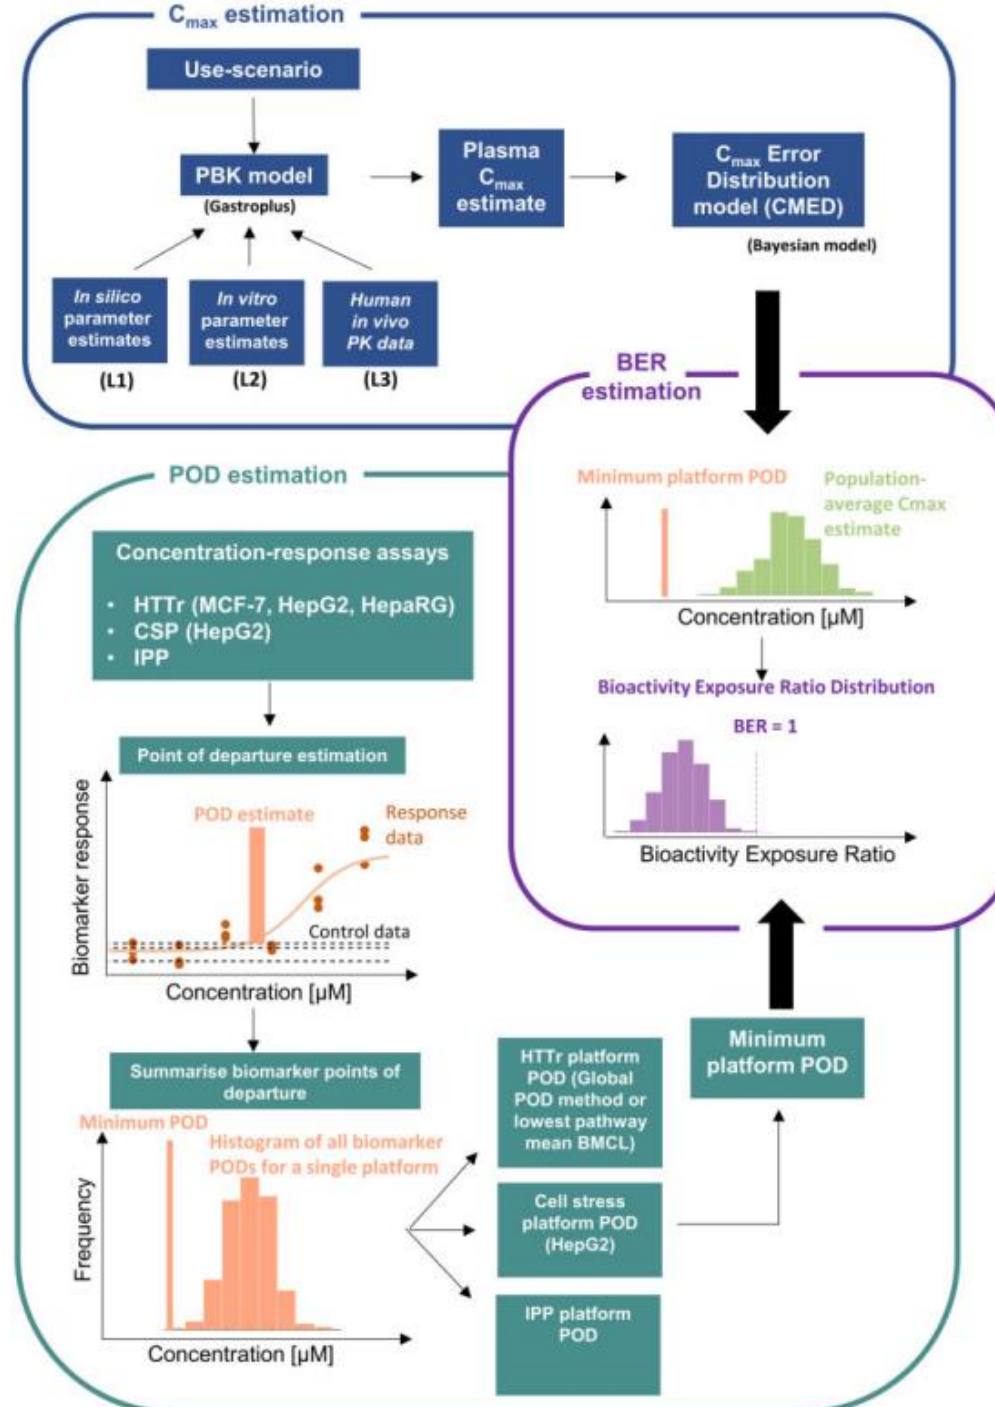 C_max estimation
Use-scenario
PBK model
(Gastroplus)
Plasma
C_max
estimate
C_max Error
Distribution
model (CMED)
(Bayesian model)
In silico
parameter
estimates
(L1)
In vitro
parameter
estimates
(L2)
Human
in vivo
PK data
(L3)
BER
estimation
Minimum platform POD
Population-
average Cmax
estimate
Concentration [µM]
Bioactivity Exposure Ratio Distribution
BER = 1
Bioactivity Exposure Ratio
POD estimation
Concentration-response assays
• HTTr (MCF-7, HepG2, HepaRG)
• CSP (HepG2)
• IPP
Point of departure estimation
Biomarker response
POD estimate
Response
data
Control data
Concentration [µM]
Summarise biomarker points of
departure
Minimum POD
Histogram of all biomarker
PODs for a single platform
Frequency
Concentration [µM]
HTTr platform
POD (Global
POD method or
lowest pathway
mean BMCL)
Cell stress
platform POD
(HepG2)
IPP platform
POD
Minimum
platform POD